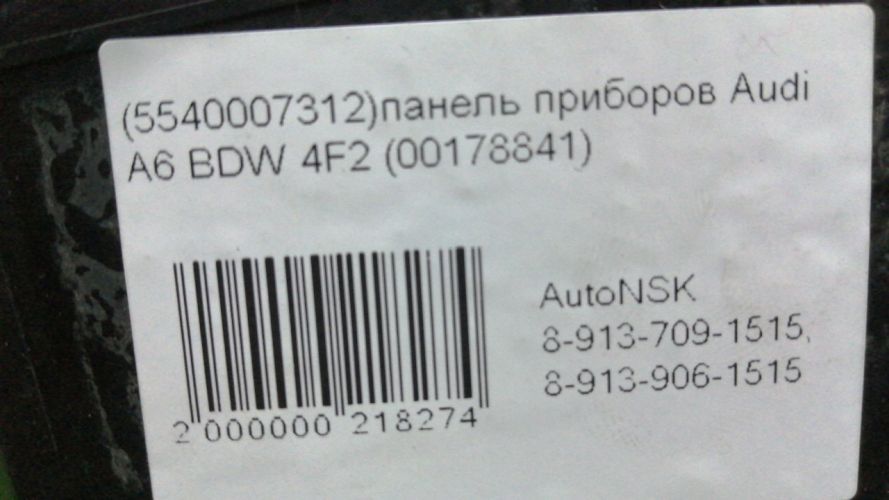 (5540007312)панель приборов Audi
A6 BDW 4F2 (00178841)
AutoNSK
8-913-709-1515,
8-913-906-1515
2 000000 218274